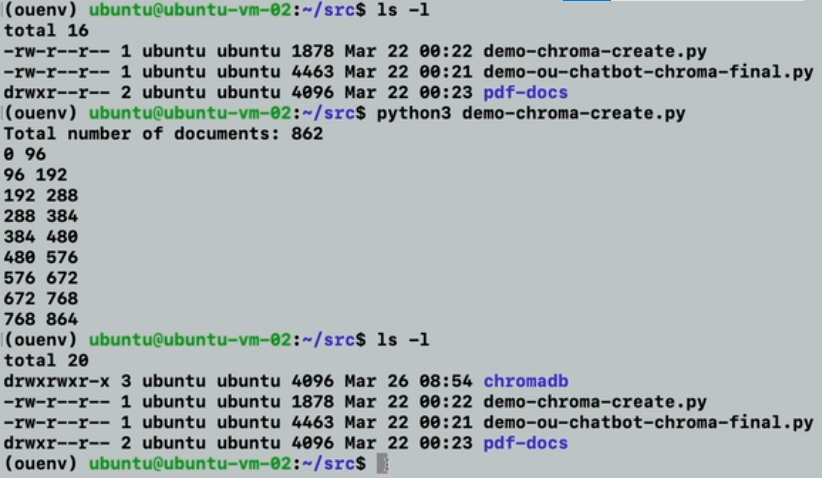 (ouenv) ubuntu@ubuntu-vm-02:~/src$ ls -l
total 16
-rw-r--r-- 1 ubuntu ubuntu 1878 Mar 22 00:22 demo-chroma-create.py
-rw-r--r-- 1 ubuntu ubuntu 4463 Mar 22 00:21 demo-ou-chatbot-chroma-final.py
drwxr--r-- 2 ubuntu ubuntu 4096 Mar 22 00:23 pdf-docs
(ouenv) ubuntu@ubuntu-vm-02:~/src$ python3 demo-chroma-create.py
Total number of documents: 862
0 96
96 192
192 288
288 384
384 480
480 576
576 672
672 768
768 864
(ouenv) ubuntu@ubuntu-vm-02:~/src$ ls -l
total 20
drwxrwxr-x 3 ubuntu ubuntu 4096 Mar 26 08:54 chromadb
-rw-r--r-- 1 ubuntu ubuntu 1878 Mar 22 00:22 demo-chroma-create.py
-rw-r--r-- 1 ubuntu ubuntu 4463 Mar 22 00:21 demo-ou-chatbot-chroma-final.py
drwxr--r-- 2 ubuntu ubuntu 4096 Mar 22 00:23 pdf-docs
(ouenv) ubuntu@ubuntu-vm-02:~/src$